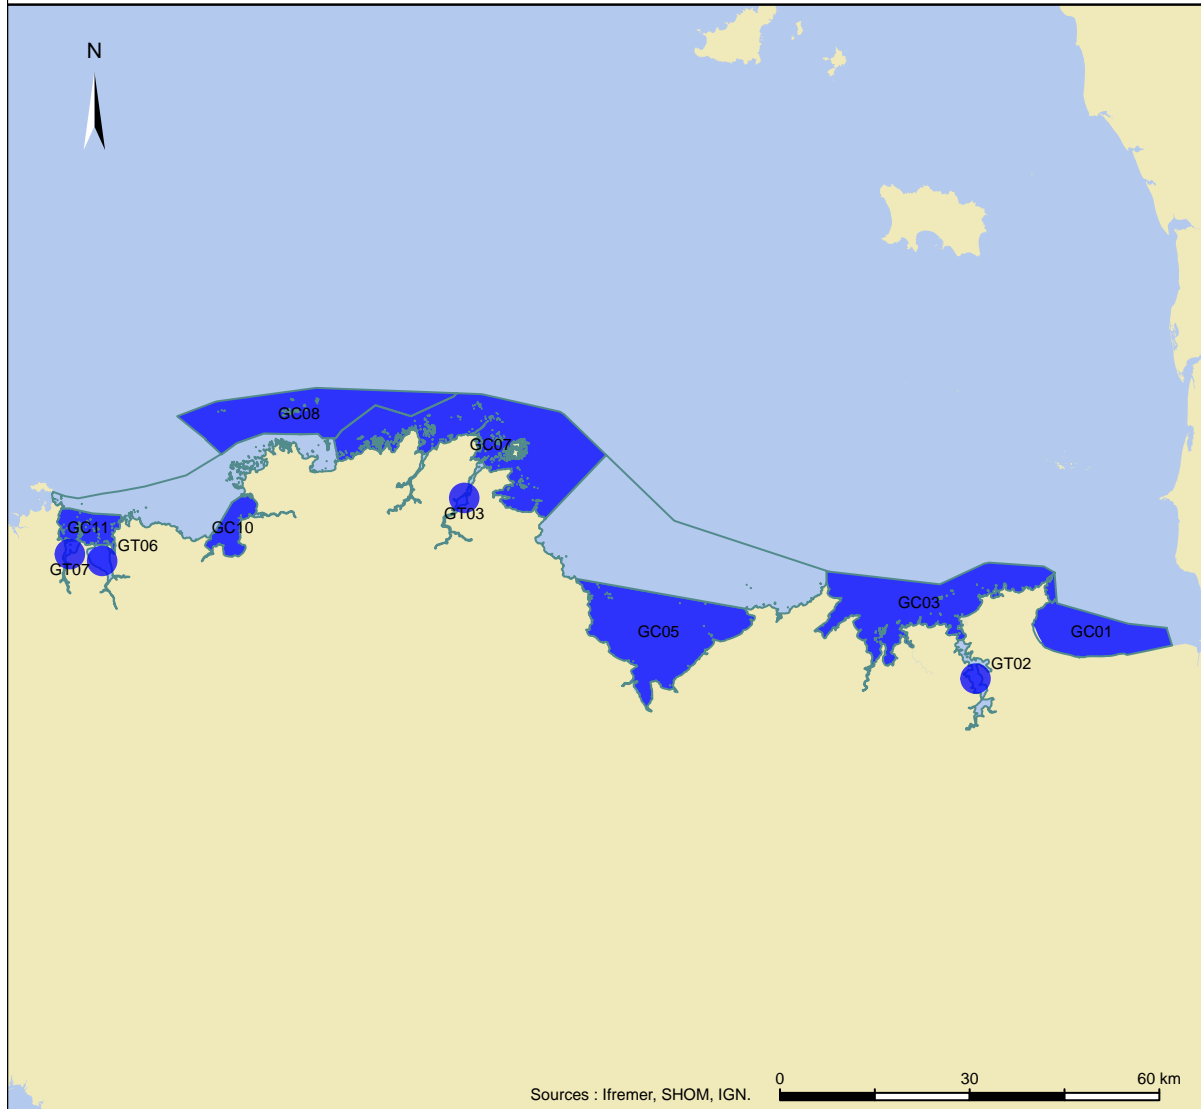 N
GC08
GC07
GT03
GC11
GC10
GT06
GT07
GC03
GC05
GC01
GT02
0 30 60 km
Sources : Ifremer, SHOM, IGN.